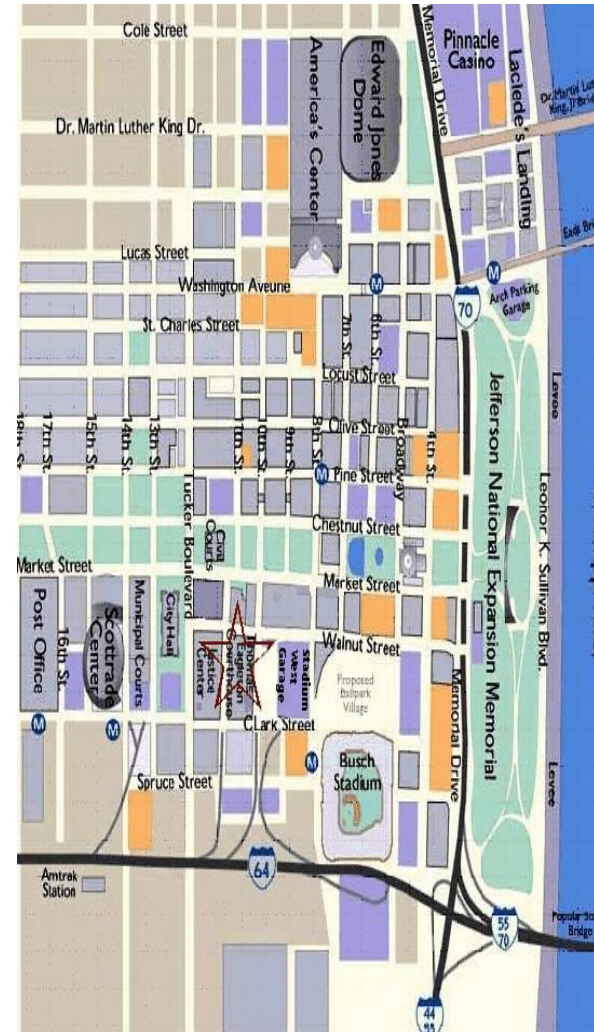 Cole Street
Memorial Drive
Pinnacle
Casino
Laclede's Landing
Edward Jones
Dome
America's Center
Dr. Martin Luther King Dr.
Lucas Street
Washington Aveune
St. Charles Street
M
M
70
Arch Parking
Garage
7th St.
6th St.
Locust Street
Olive Street
Broadway
4th St.
Jefferson National Expansion Memorial
Levee
Leonor K. Sullivan Blvd.
18th St.
17th St.
15th St.
14th St.
13th St.
11th St.
10th St.
9th St.
8th St.
Pine Street
M
Tucker Boulevard
Civil
Courts
Chestnut Street
Market Street
Market Street
Post Office
16th St.
Scottrade
Center
Municipal Courts
City Hall
Justice
Center
Thomas
Eagleton
Courthouse
Stadium
West
Garage
Walnut Street
Proposed
Ballpark
Village
Memorial Drive
Clark Street
M
M
M
Spruce Street
Busch
Stadium
Levee
64
Amtrak
Station
55
70
Popular
Bridge
44
55